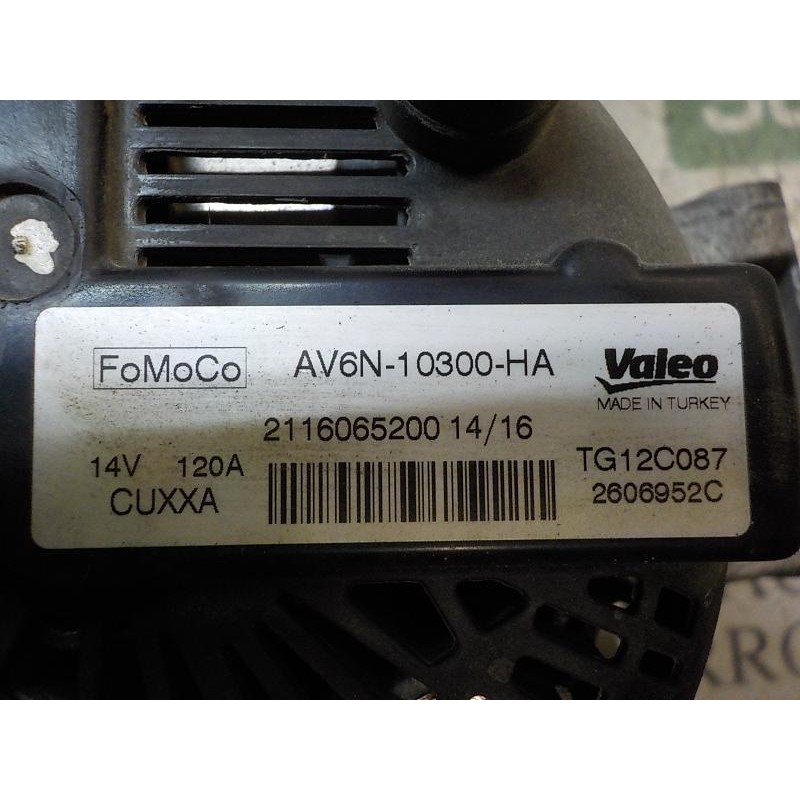 FoMoCo AV6N-10300-HA Valeo
MADE IN TURKEY
2116065200 14/16
14V 120A TG12C087
CUXXA 2606952C